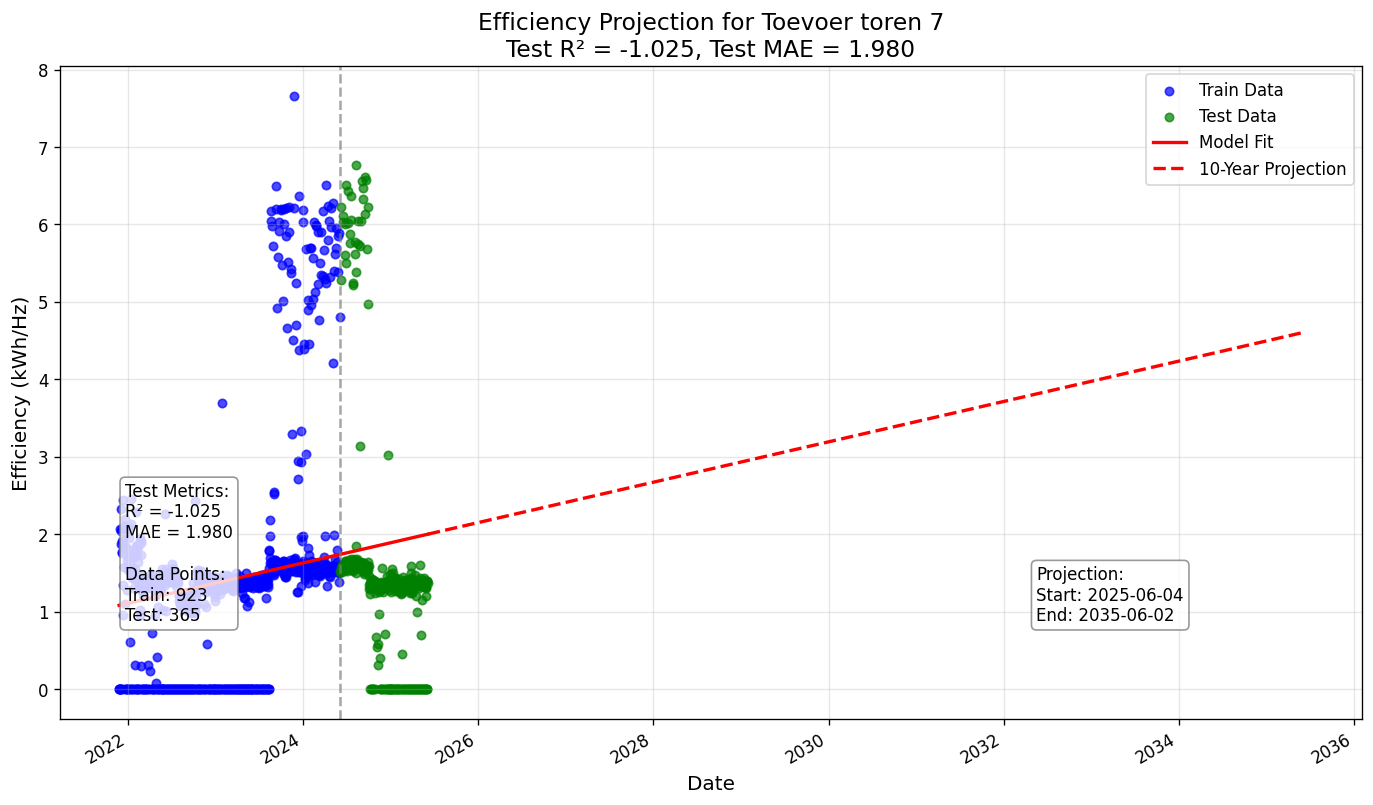 Efficiency Projection for Toevoer toren 7
Test R² = -1.025, Test MAE = 1.980
Efficiency (kWh/Hz)
8
7
6
5
4
3
2
1
0
Train Data
Test Data
Model Fit
10-Year Projection
Test Metrics:
R² = -1.025
MAE = 1.980
Data Points:
Train: 923
Test: 365
Projection:
Start: 2025-06-04
End: 2035-06-02
2022
2024
2026
2028
2030
2032
2034
2036
Date